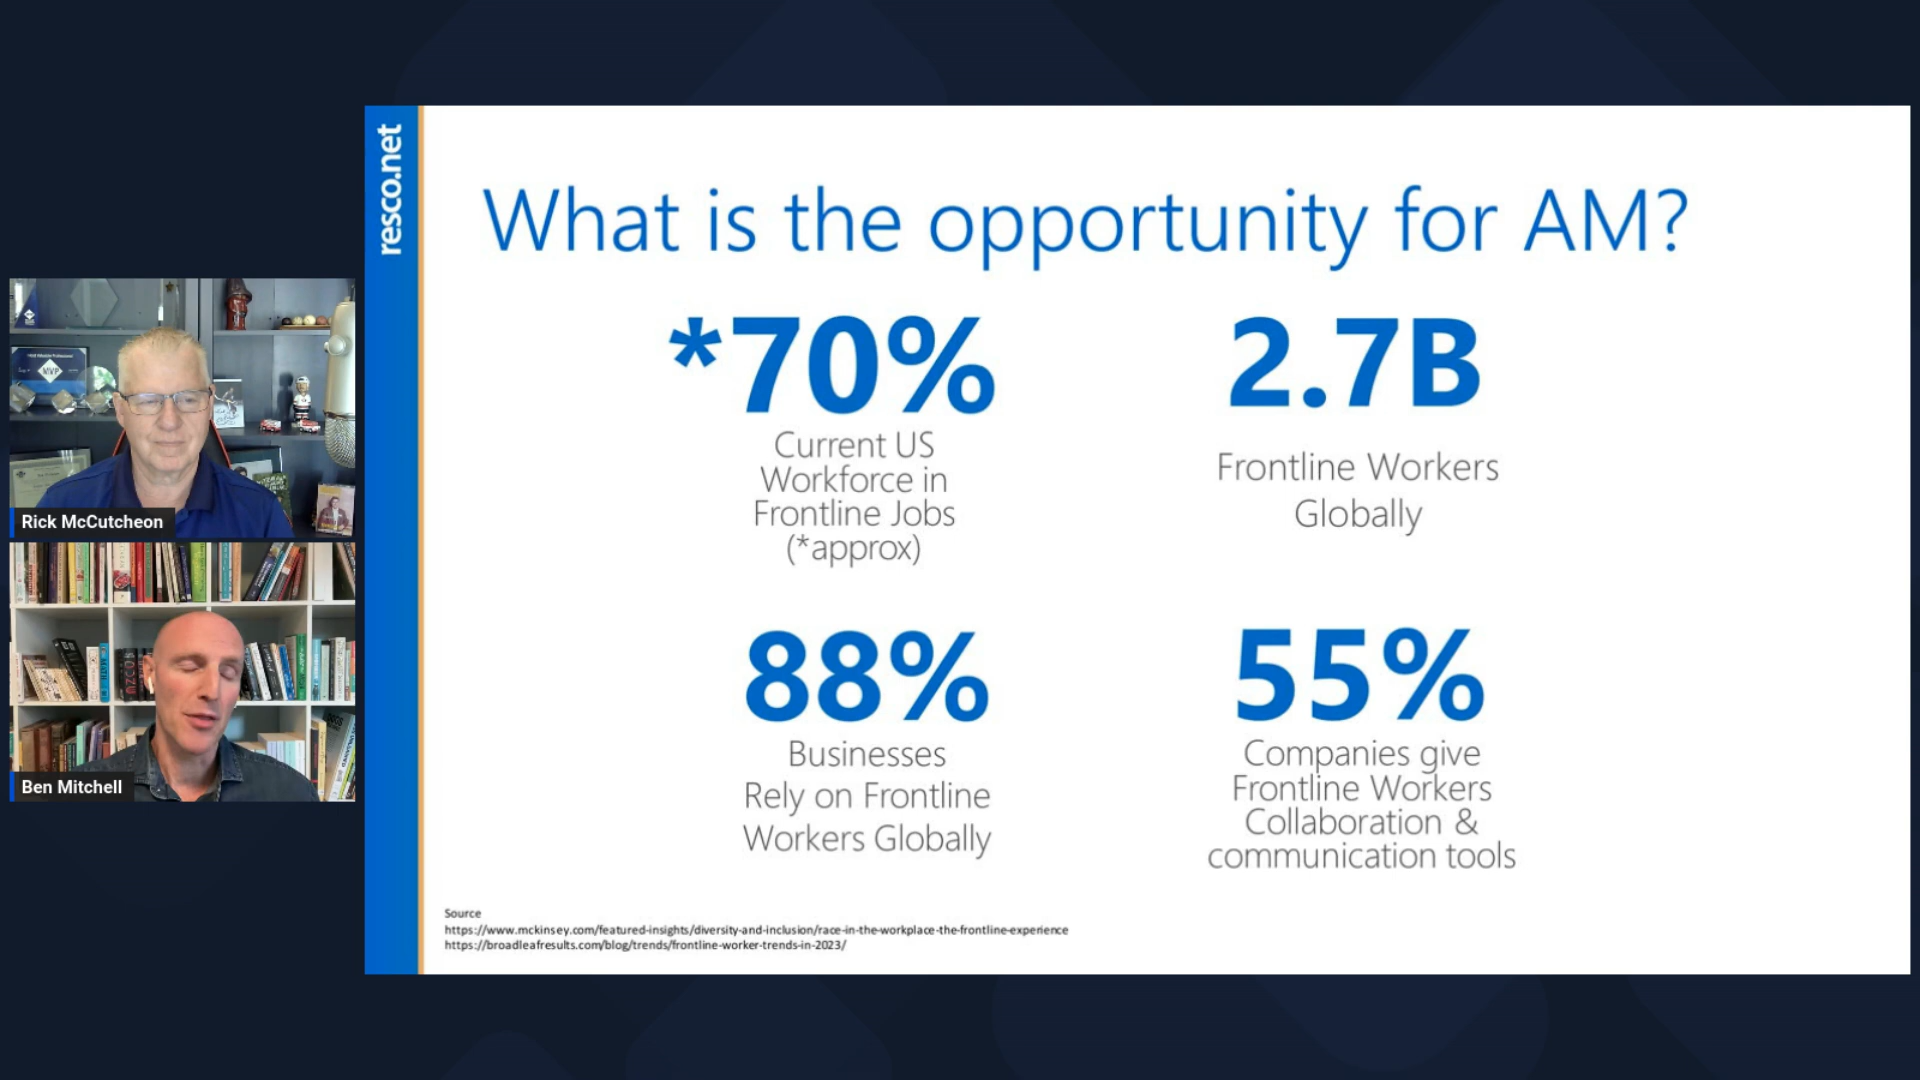 resco.net
What is the opportunity for AM?
*70%
Current US
Workforce in
Frontline Jobs
(*approx)
2.7B
Frontline Workers
Globally
88%
Businesses
Rely on Frontline
Workers Globally
55%
Companies give
Frontline Workers
Collaboration &
communication tools
Source
https://www.mckinsey.com/featured-insights/diversity-and-inclusion/race-in-the-workplace-the-frontline-experience
https://broadleafresults.com/blog/trends/frontline-worker-trends-in-2023/
MVP
Rick McCutcheon
Ben Mitchell